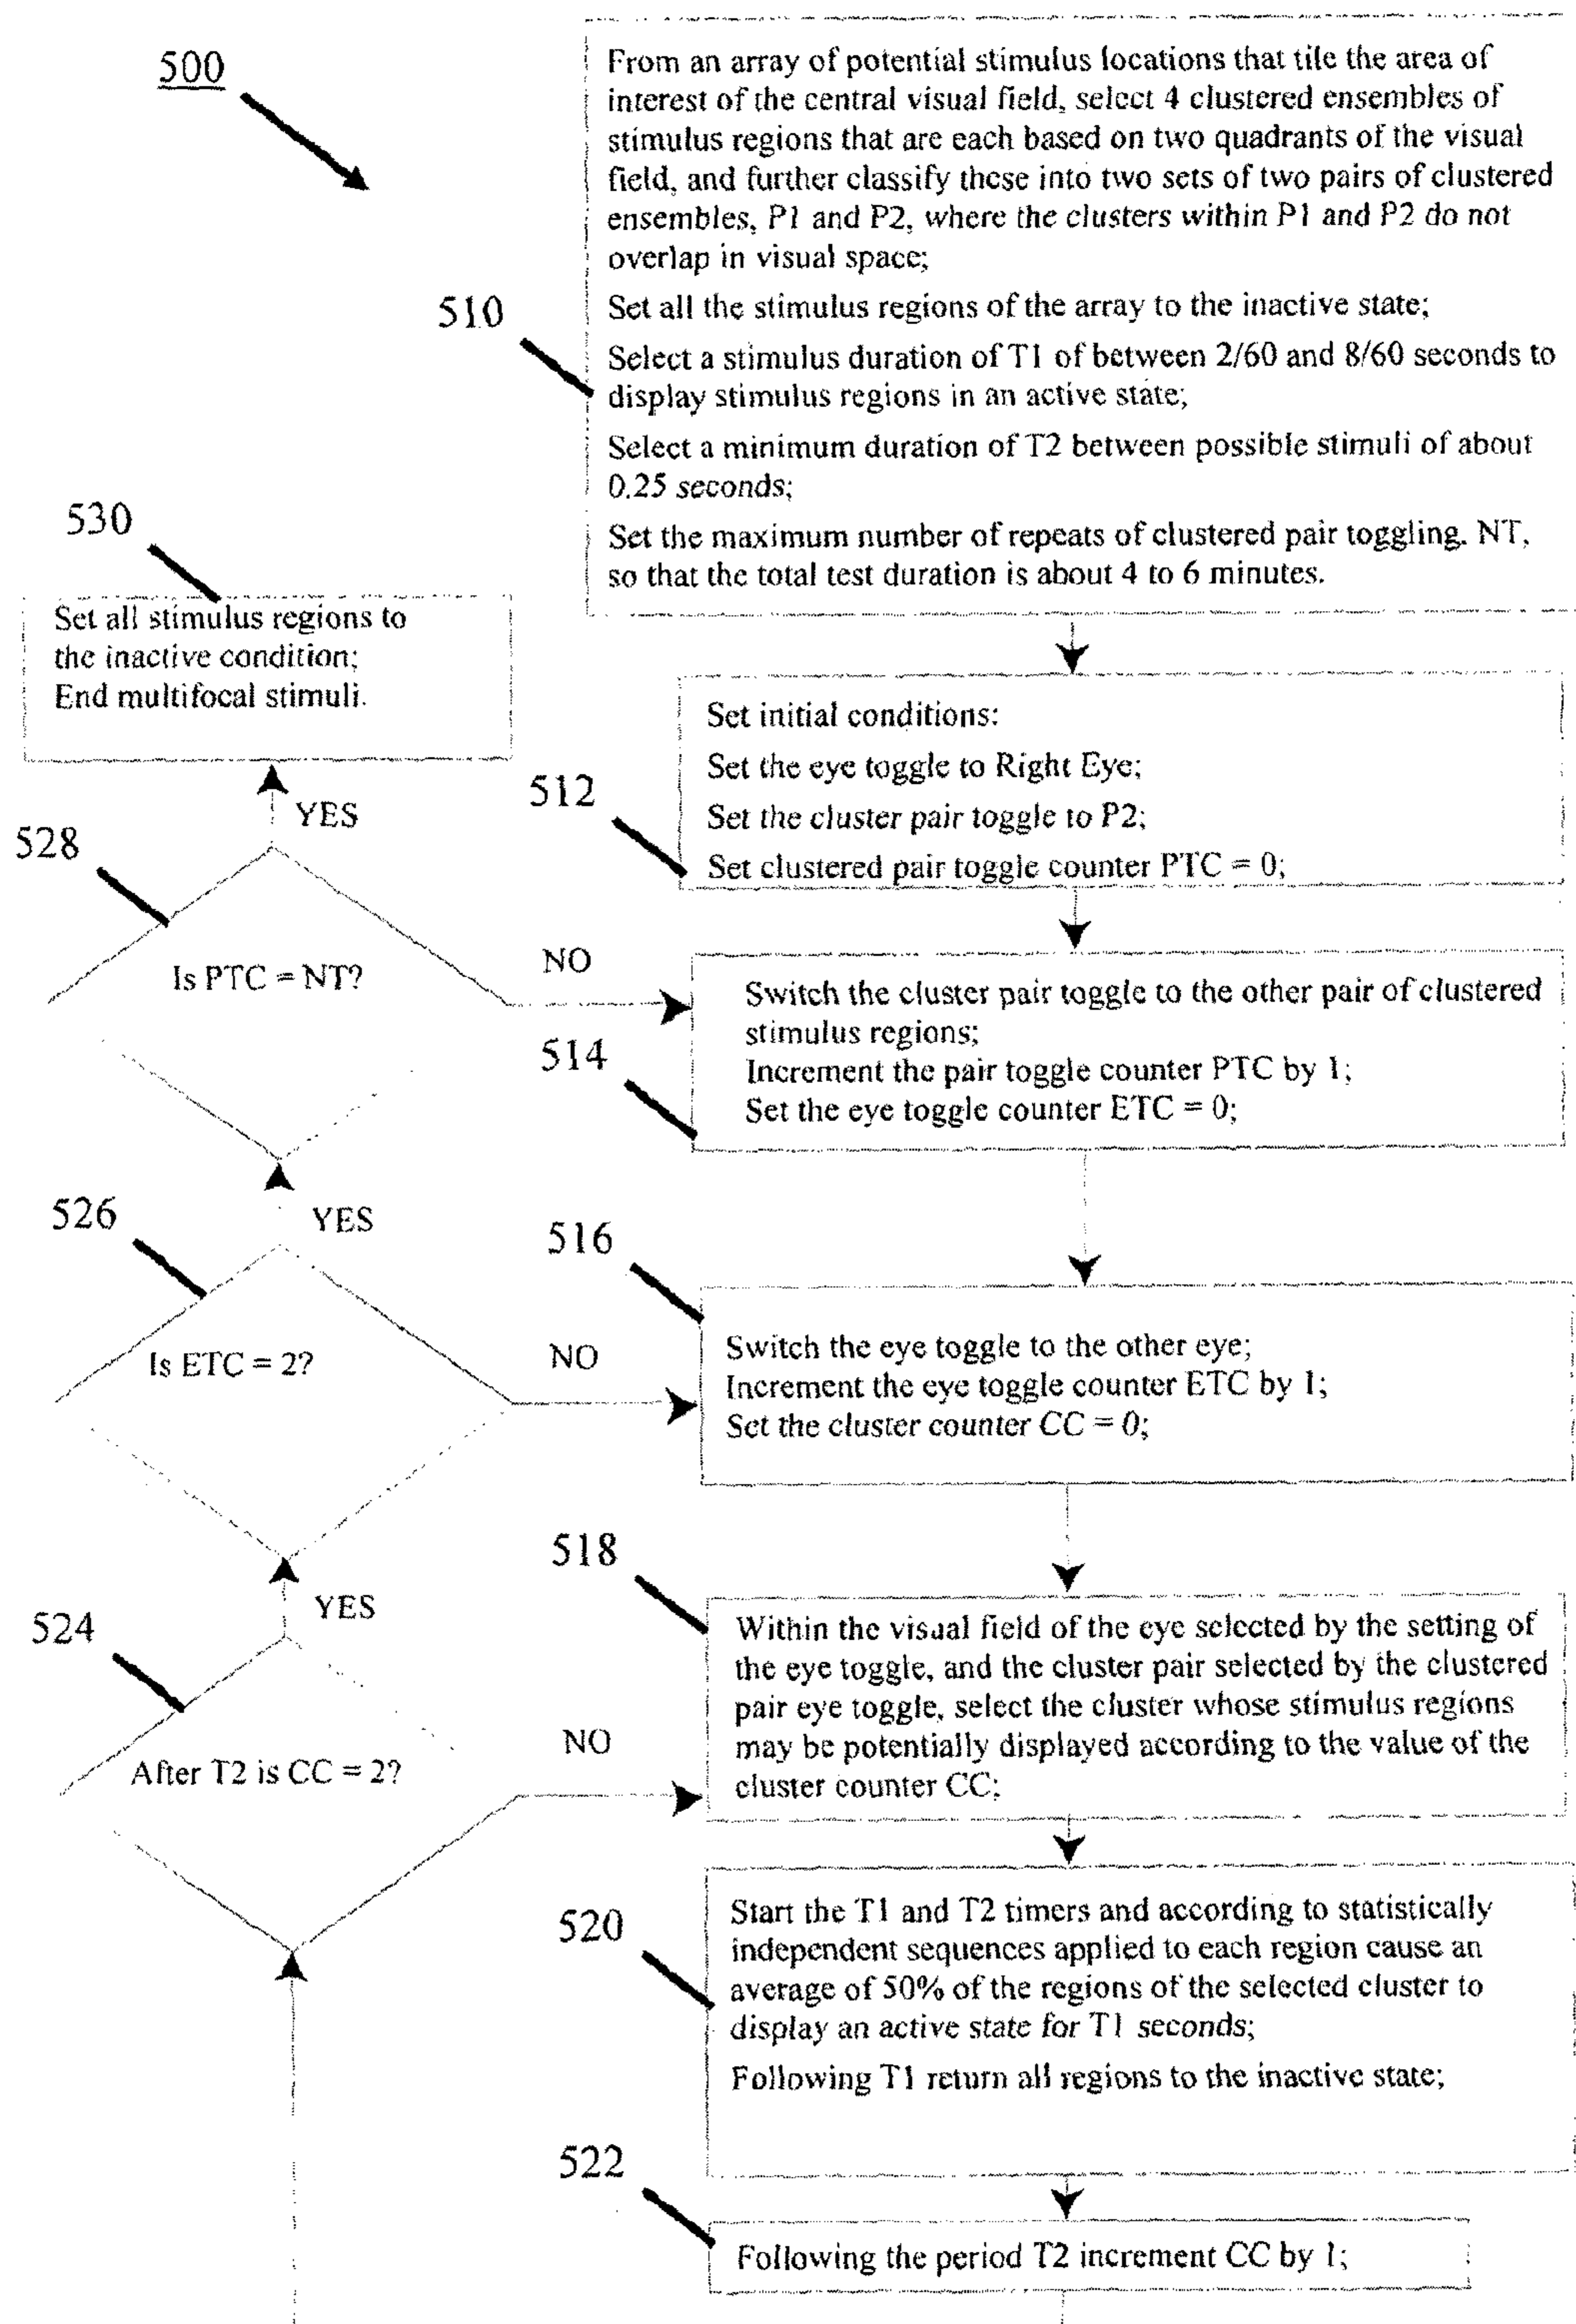 500
From an array of potential stimulus locations that tile the area of
interest of the central visual field, select 4 clustered ensembles of
stimulus regions that are each based on two quadrants of the visual
field, and further classify these into two sets of two pairs of clustered
ensembles, P1 and P2, where the clusters within P1 and P2 do not
overlap in visual space;
510
Set all the stimulus regions of the array to the inactive state;
Select a stimulus duration of T1 of between 2/60 and 8/60 seconds to
display stimulus regions in an active state;
Select a minimum duration of T2 between possible stimuli of about
0.25 seconds;
Set the maximum number of repeats of clustered pair toggling. NT,
so that the total test duration is about 4 to 6 minutes.
530
Set all stimulus regions to
the inactive condition;
End multifocal stimuli.
YES
512
Set initial conditions:
Set the eye toggle to Right Eye;
Set the cluster pair toggle to P2;
Set clustered pair toggle counter PTC = 0;
528
Is PTC = NT?
NO
514
Switch the cluster pair toggle to the other pair of clustered
stimulus regions;
Increment the pair toggle counter PTC by 1;
Set the eye toggle counter ETC = 0;
YES
526
Is ETC = 2?
NO
516
Switch the eye toggle to the other eye;
Increment the eye toggle counter ETC by 1;
Set the cluster counter CC = 0;
YES
524
After T2 is CC = 2?
NO
518
Within the visual field of the eye selected by the setting of
the eye toggle, and the cluster pair selected by the clustered
pair eye toggle, select the cluster whose stimulus regions
may be potentially displayed according to the value of the
cluster counter CC;
520
Start the T1 and T2 timers and according to statistically
independent sequences applied to each region cause an
average of 50% of the regions of the selected cluster to
display an active state for T1 seconds;
Following T1 return all regions to the inactive state;
522
Following the period T2 increment CC by 1;